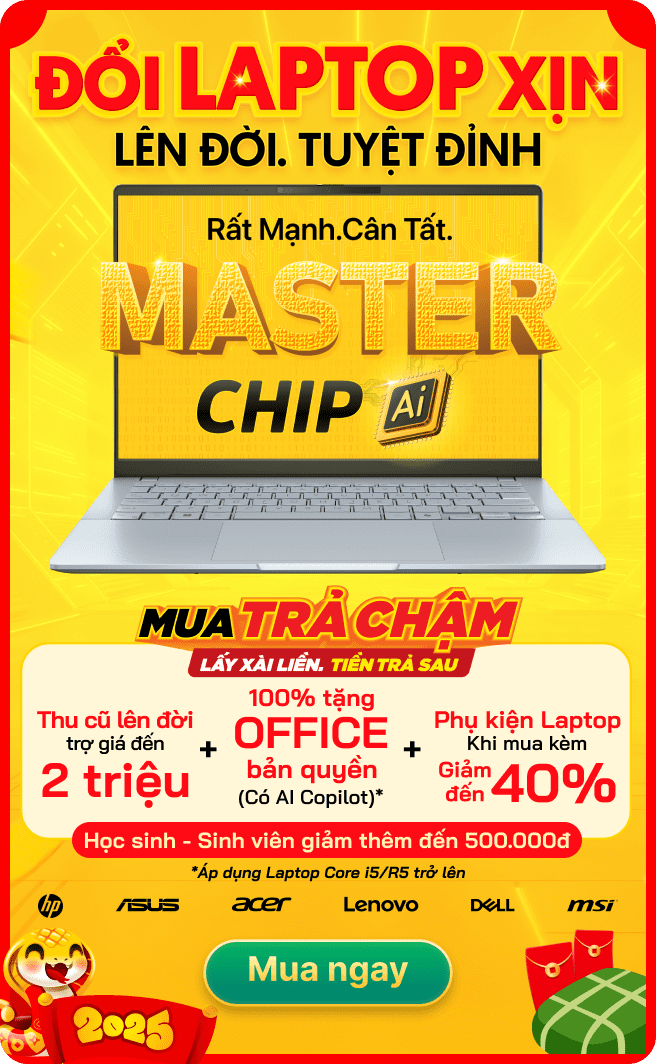 ĐỔI LAPTOP XỊN
LÊN ĐỜI. TUYỆT ĐỈNH
Rất Mạnh.Cân Tất.
MASTER
CHIP Ai
MUA TRẢ CHẬM
LẤY XÀI LIỀN. TIỀN TRẢ SAU
Thu cũ lên đời
trợ giá đến
2 triệu
+
100% tặng
OFFICE
bản quyền
(Có AI Copilot)*
+
Phụ kiện Laptop
Khi mua kèm
Giảm đến 40%
Học sinh - Sinh viên giảm thêm đến 500.000đ
*Áp dụng Laptop Core i5/R5 trở lên
hp ASUS acer Lenovo DELL msi
Mua ngay
2025